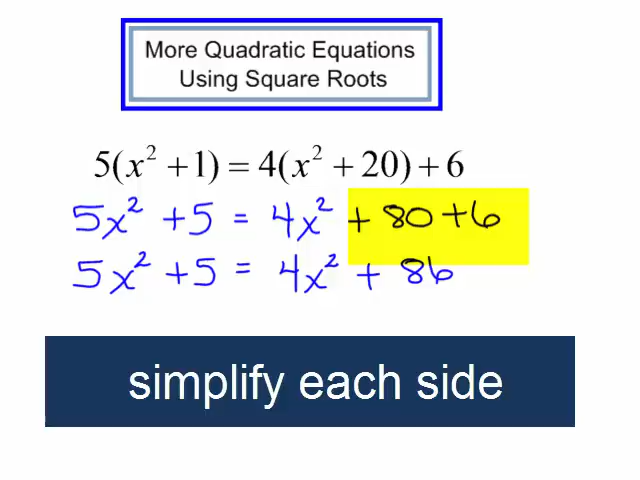 More Quadratic Equations
Using Square Roots
5(x² + 1) = 4(x² + 20) + 6
5x² + 5 = 4x² + 80 + 6
5x² + 5 = 4x² + 86
simplify each side